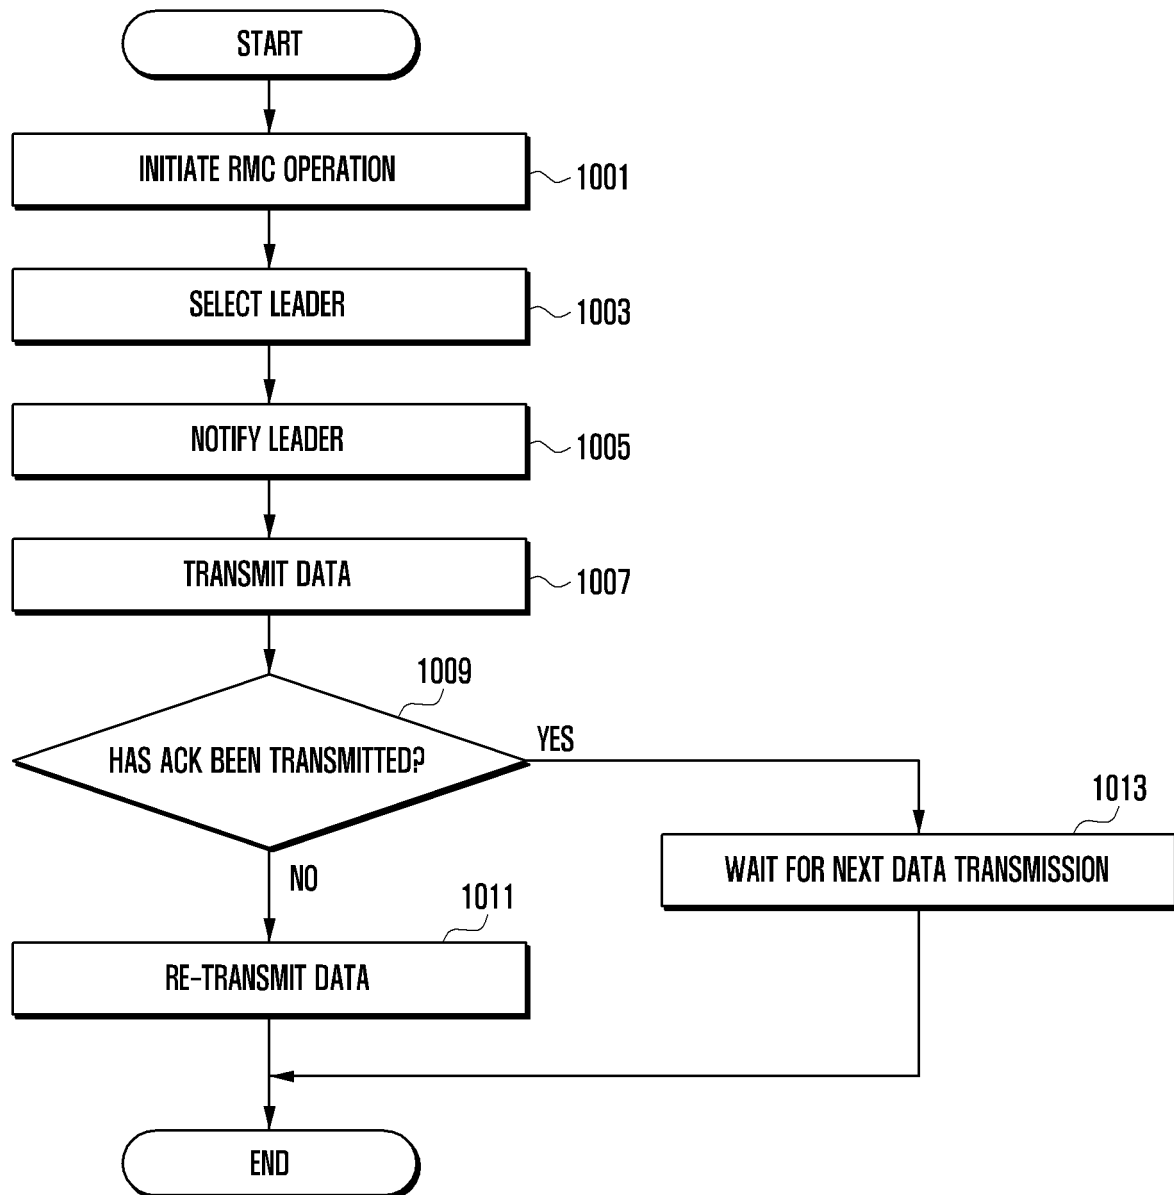 START
INITIATE RMC OPERATION
1001
SELECT LEADER
1003
NOTIFY LEADER
1005
TRANSMIT DATA
1007
1009
HAS ACK BEEN TRANSMITTED?
YES
1013
WAIT FOR NEXT DATA TRANSMISSION
NO
1011
RE-TRANSMIT DATA
END